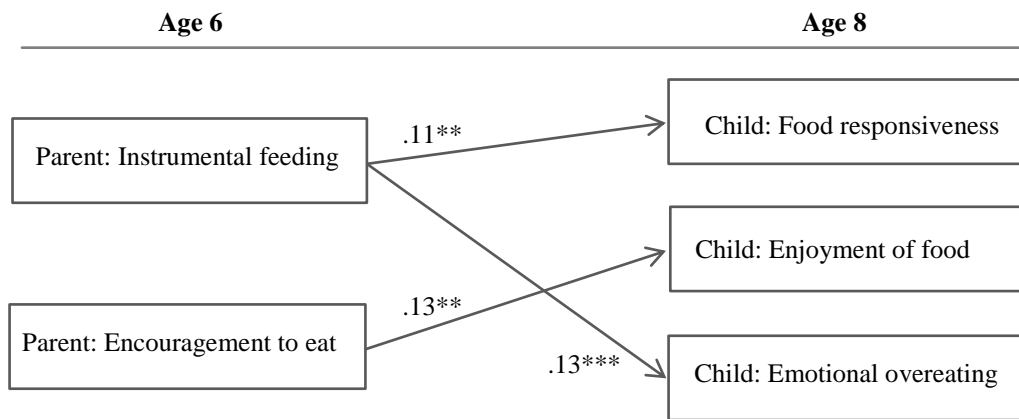 Age 6
Age 8
Parent: Instrumental feeding
.11**
Child: Food responsiveness
Child: Enjoyment of food
.13**
Parent: Encouragement to eat
.13***
Child: Emotional overeating